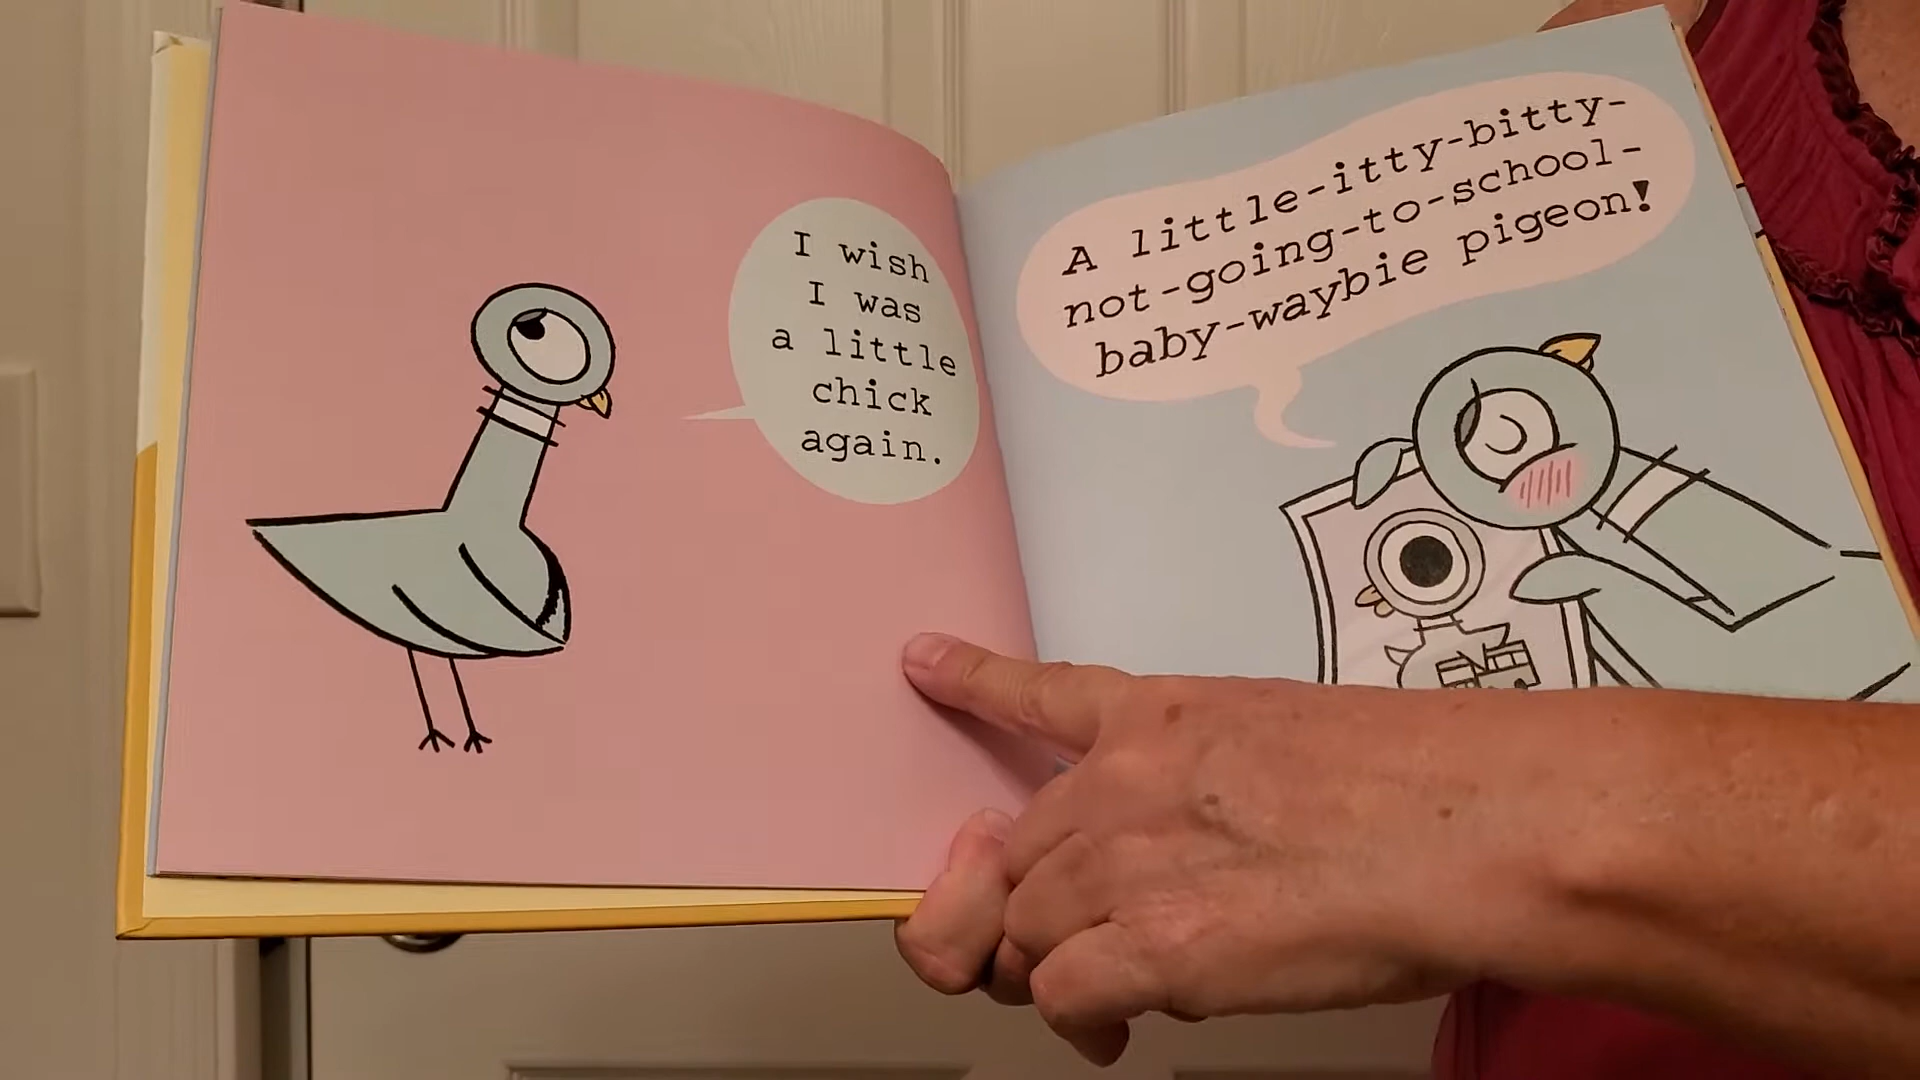 I wish
I was
a little
chick
again.
A little-itty-bitty-
not-going-to-school-
baby-waybie pigeon!